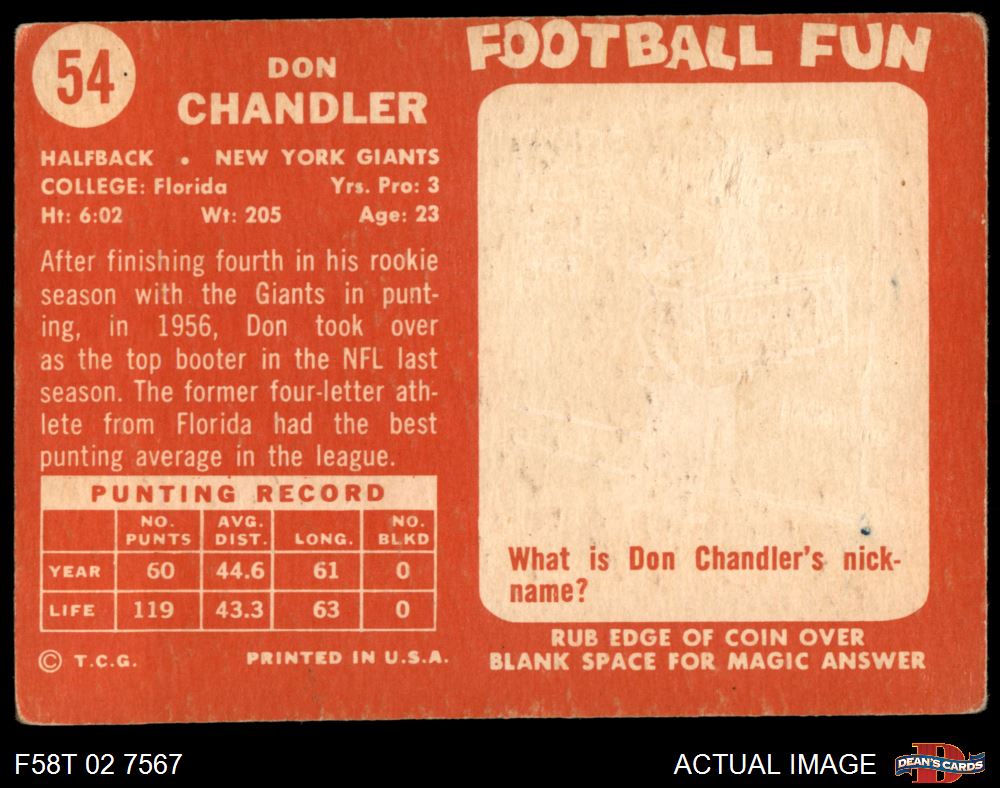 54
DON
CHANDLER
HALFBACK • NEW YORK GIANTS
COLLEGE: Florida Yrs. Pro: 3
Ht: 6:02 Wt: 205 Age: 23
After finishing fourth in his rookie
season with the Giants in punt-
ing, in 1956, Don took over
as the top booter in the NFL last
season. The former four-letter ath-
lete from Florida had the best
punting average in the league.
PUNTING RECORD
NO. PUNTS AVG. DIST. LONG. NO. BLKD
YEAR 60 44.6 61 0
LIFE 119 43.3 63 0
© T.C.G. PRINTED IN U.S.A.
FOOTBALL FUN
What is Don Chandler's nick-
name?
RUB EDGE OF COIN OVER
BLANK SPACE FOR MAGIC ANSWER
F58T 02 7567
ACTUAL IMAGE
D
DEAN'S CARDS